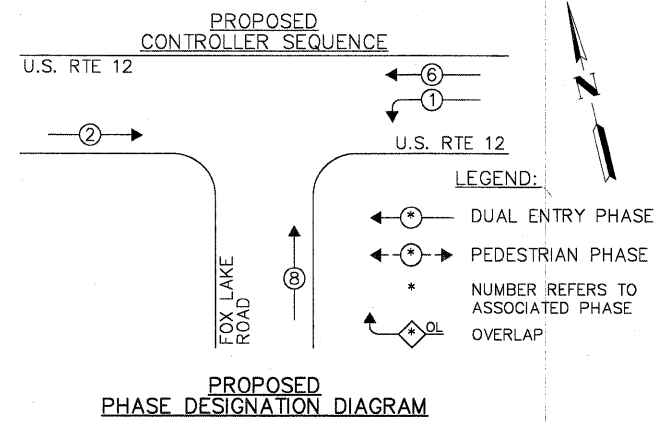 PROPOSED
CONTROLLER SEQUENCE
U.S. RTE 12
6
1
N
2
U.S. RTE 12
LEGEND:
* DUAL ENTRY PHASE
* PEDESTRIAN PHASE
* NUMBER REFERS TO
ASSOCIATED PHASE
* OL OVERLAP
8
FOX LAKE
ROAD
PROPOSED
PHASE DESIGNATION DIAGRAM